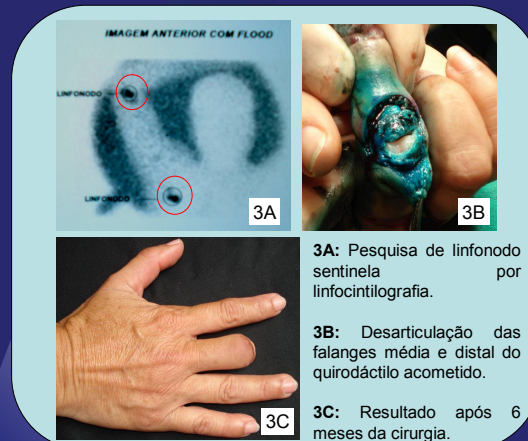 IMAGEM ANTERIOR COM FLOOD
LINFONODO
LINFONODO
3A
3B
3C
3A: Pesquisa de linfonodo
sentinela por
linfocintilografia.
3B: Desarticulação das
falanges média e distal do
quirodáctilo acometido.
3C: Resultado após 6
meses da cirurgia.